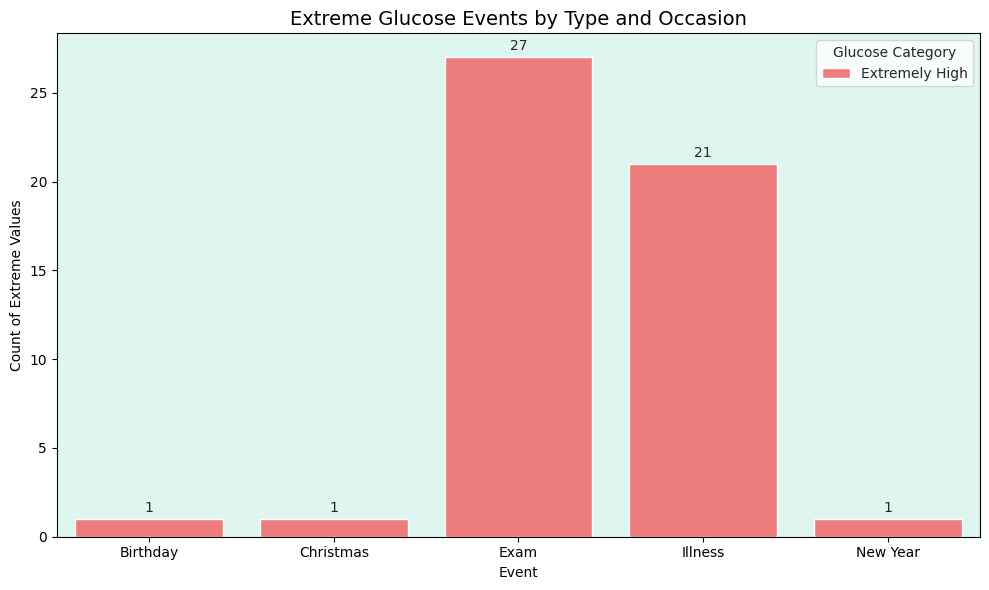 Extreme Glucose Events by Type and Occasion
Glucose Category
Extremely High
Count of Extreme Values
25
20
15
10
5
0
1
1
27
21
1
Birthday
Christmas
Exam
Illness
New Year
Event